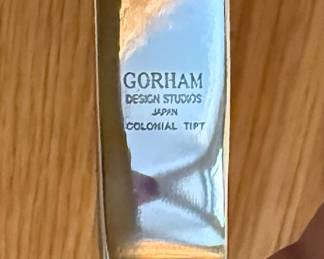 GORHAM
DESIGN STUDIOS
JAPAN
COLONIAL TIPT